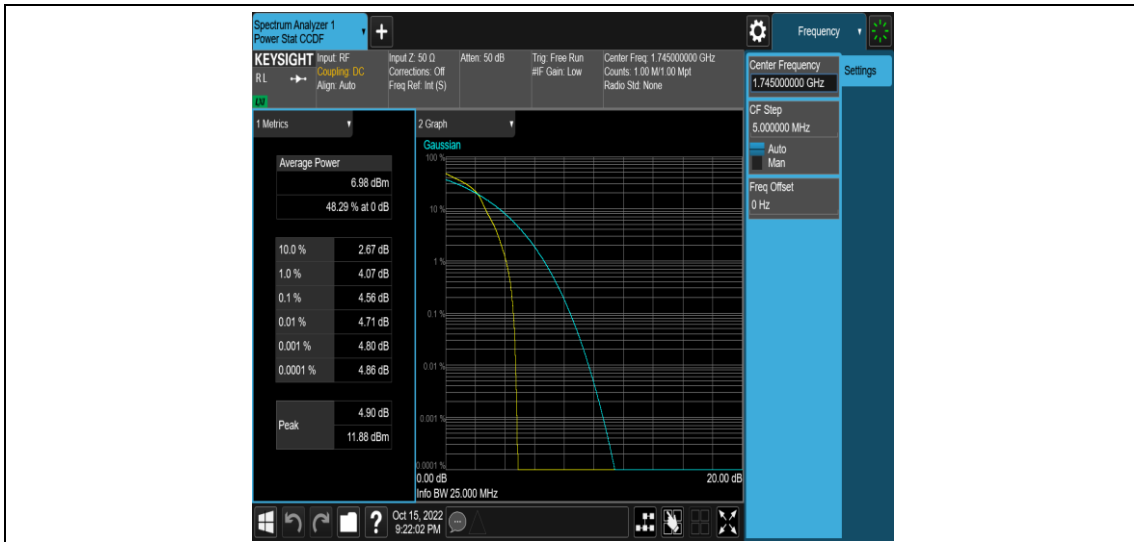 Spectrum Analyzer 1
Power Stat CCDF
+
Frequency
KEYSIGHT
RL
LXI
Input: RF
Coupling: DC
Align: Auto
Input Z: 50 Ω
Corrections: Off
Freq Ref: Int (S)
Atten: 50 dB
Trig: Free Run
#IF Gain: Low
Center Freq: 1.745000000 GHz
Counts: 1.00 M/1.00 Mpt
Radio Std: None
Center Frequency
1.745000000 GHz
Settings
CF Step
5.000000 MHz
Auto
Man
Freq Offset
0 Hz
1 Metrics
Average Power
6.98 dBm
48.29 % at 0 dB
10.0 % 2.67 dB
1.0 % 4.07 dB
0.1 % 4.56 dB
0.01 % 4.71 dB
0.001 % 4.80 dB
0.0001 % 4.86 dB
Peak 4.90 dB
11.88 dBm
2 Graph
Gaussian
100 %
10 %
1 %
0.1 %
0.01 %
0.001 %
0.0001 %
0.00 dB 20.00 dB
Info BW 25.000 MHz
?
Oct 15, 2022
9:22:02 PM